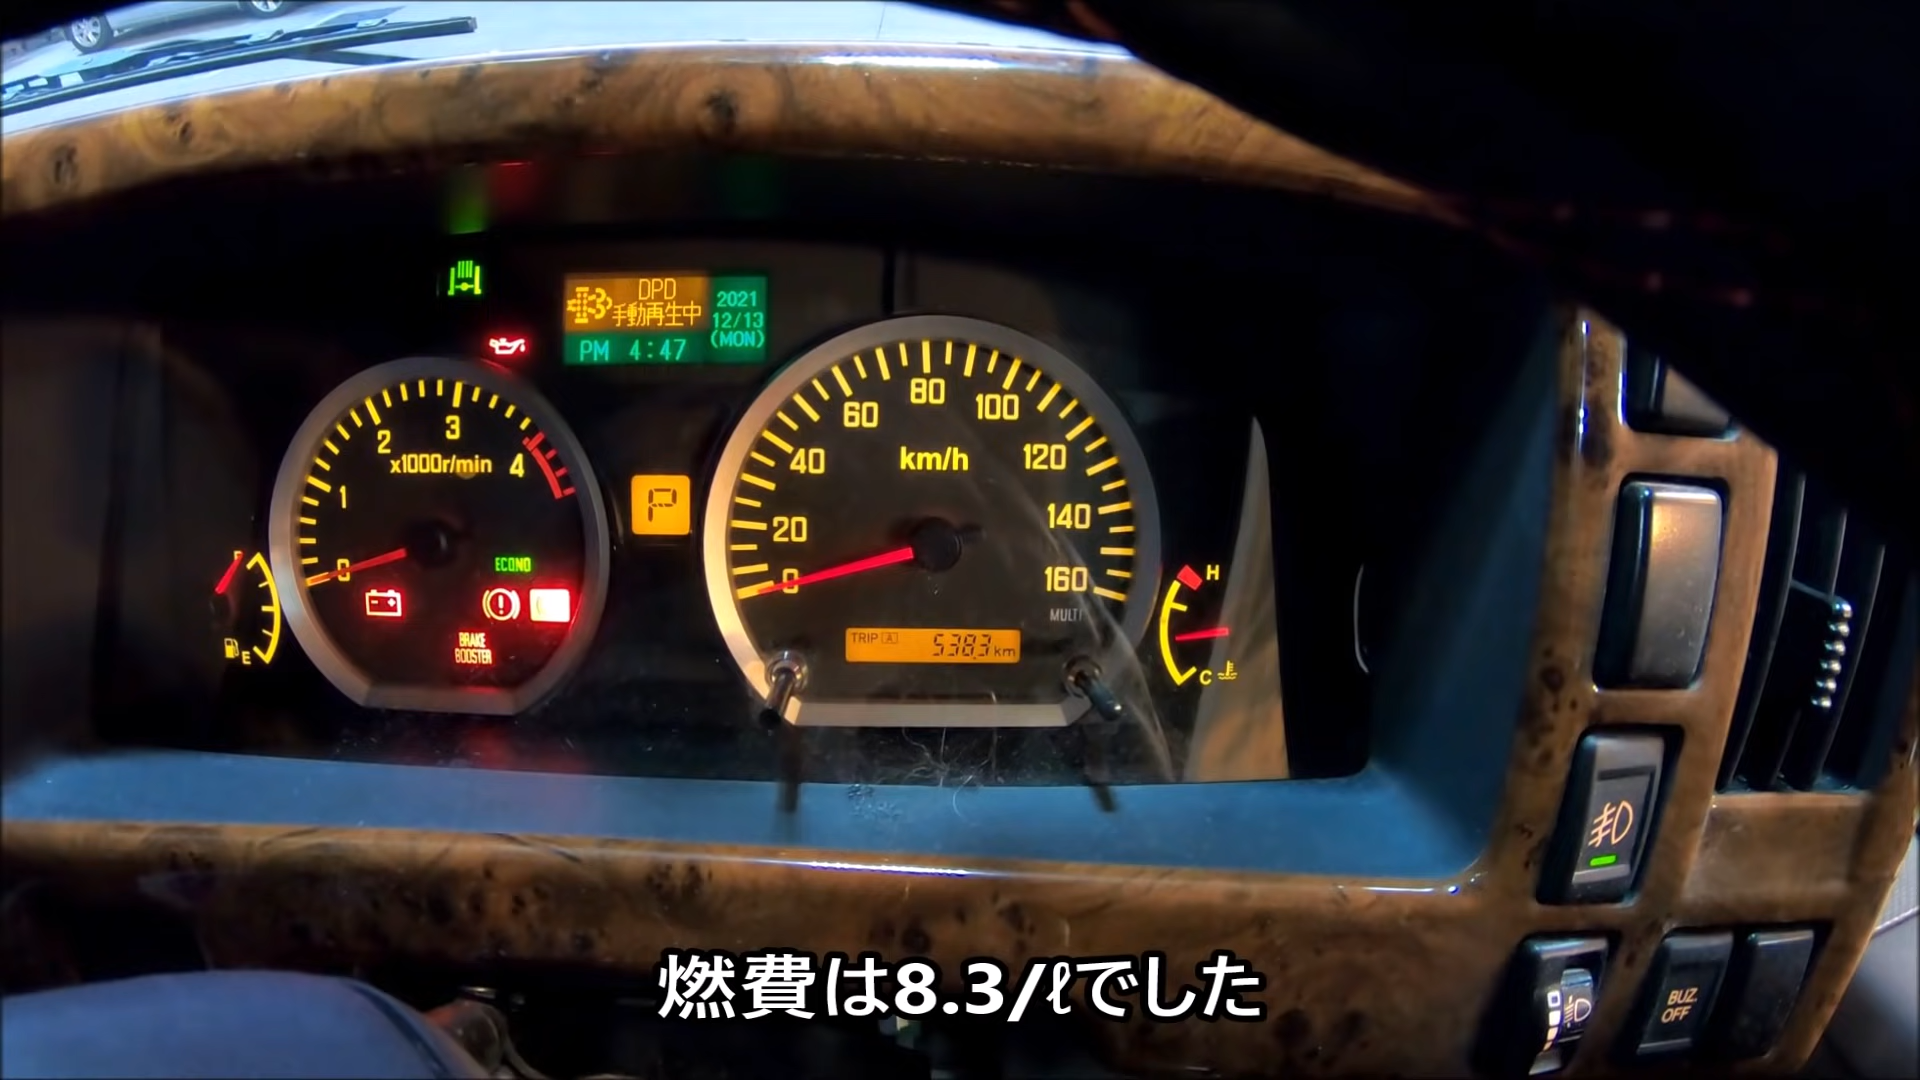 DPD
手動再生中
2021
12/13
(MON)
PM 4:47
0
1
2
3
4
x1000r/min
ECONO
BRAKE
BOOSTER
E
P
0
20
40
60
80
100
120
140
160
km/h
MULTI
TRIP A 538.3 km
H
C
BUZ.
OFF
燃費は8.3/ℓでした